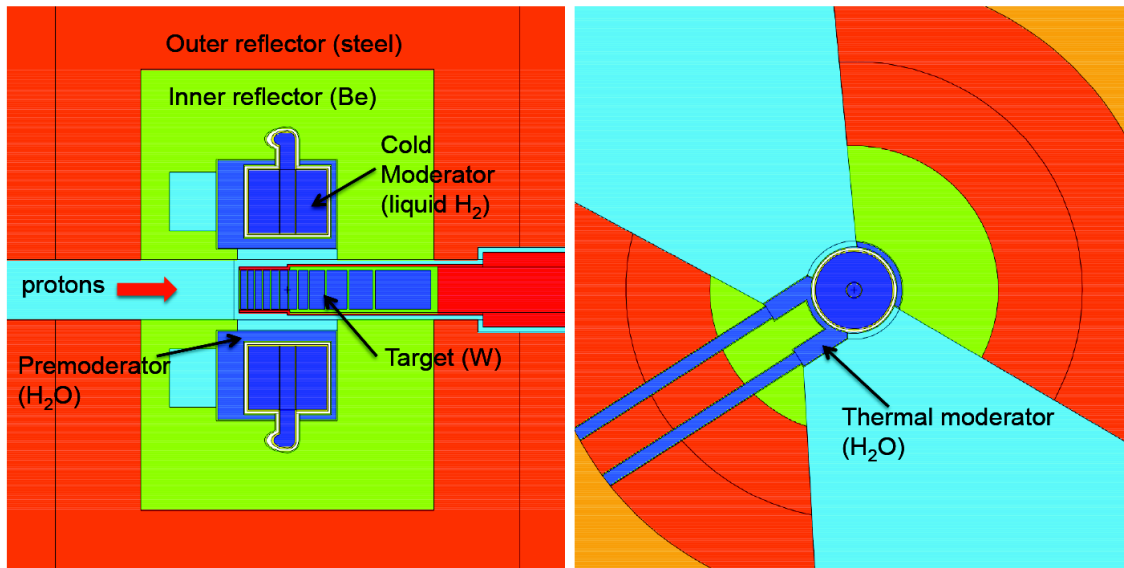 Outer reflector (steel)
Inner reflector (Be)
Cold
Moderator
(liquid H₂)
protons
Premoderator
(H₂O)
Target (W)
Thermal moderator
(H₂O)